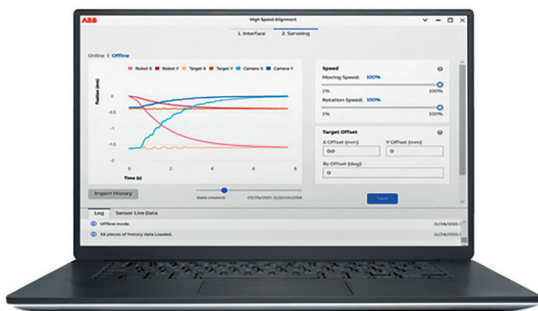 ABB
High Speed Alignment
1. Interface 2. Servoing
Online | Offline
Robot X Robot Y Target X Target Y Camera X Camera Y
Position (mm)
0
-0,5
-1
-1,5
-2
0 2 4 6 8
Time (s)
Import History
Speed
Moving Speed: 100%
1% 100%
Rotation Speed: 100%
1% 100%
Target Offset
X Offset (mm) Y Offset (mm)
0.0 0
Rz Offset (deg)
0
Save
Log Sensor Live Data
Offline mode.
pieces of history data Loaded.